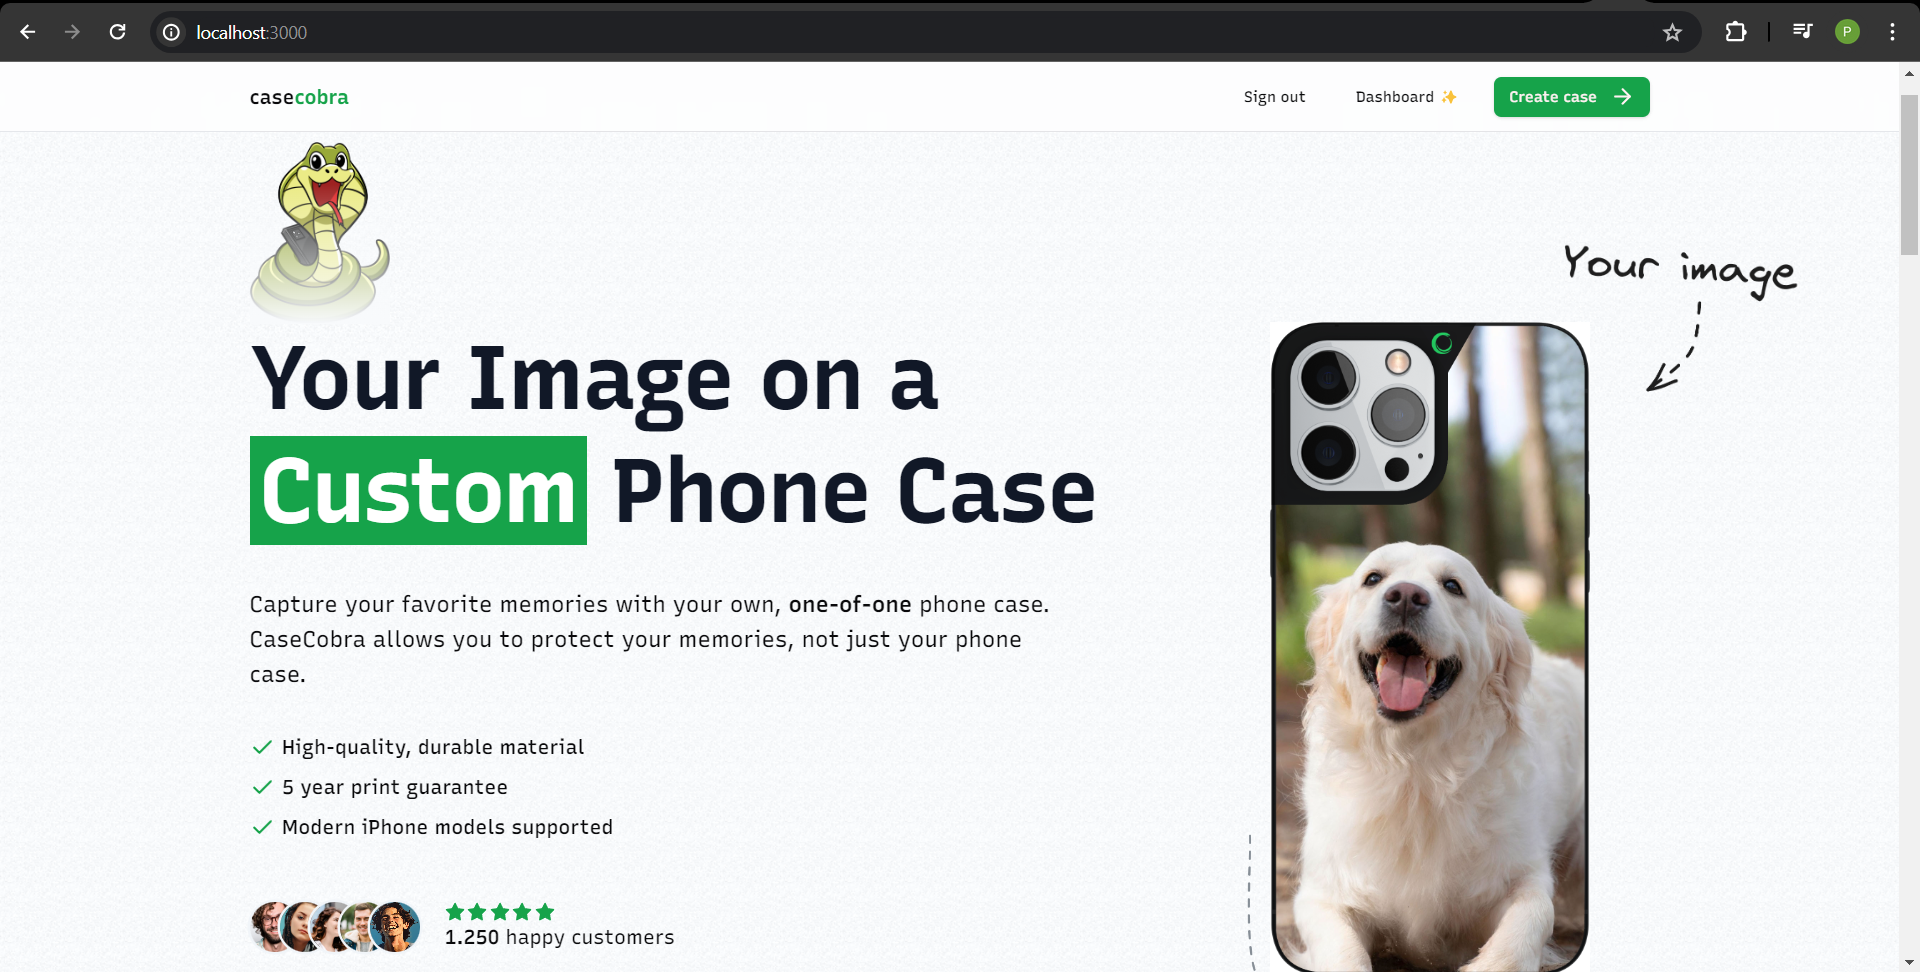 localhost:3000
P
casecobra
Sign out
Dashboard ✨
Create case
Your image
Your Image on a
Custom Phone Case
Capture your favorite memories with your own, one-of-one phone case.
CaseCobra allows you to protect your memories, not just your phone
case.
High-quality, durable material
5 year print guarantee
Modern iPhone models supported
1.250 happy customers